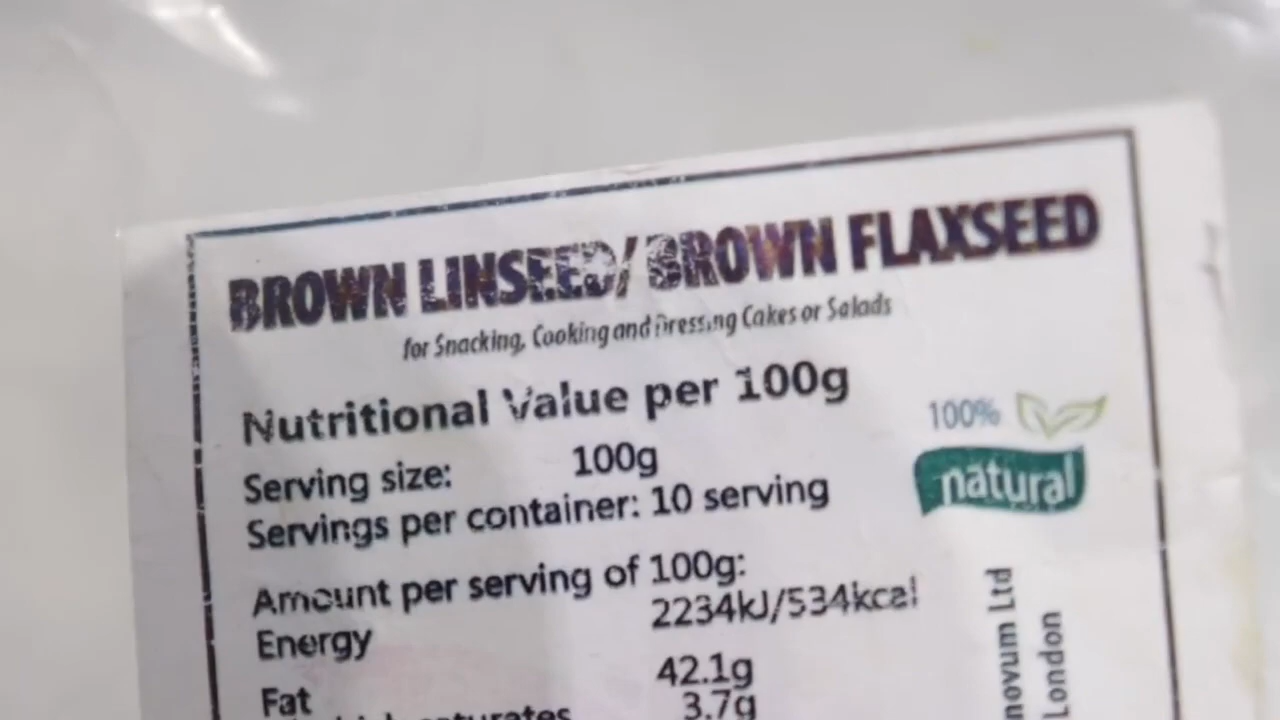 BROWN LINSEED/ BROWN FLAXSEED
for Snacking, Cooking and Dressing Cakes or Salads
Nutritional Value per 100g
100%
natural
Serving size: 100g
Servings per container: 10 serving
Amount per serving of 100g:
Energy 2234kJ/534kcal
Fat 42.1g
3.7g
novum Ltd
London